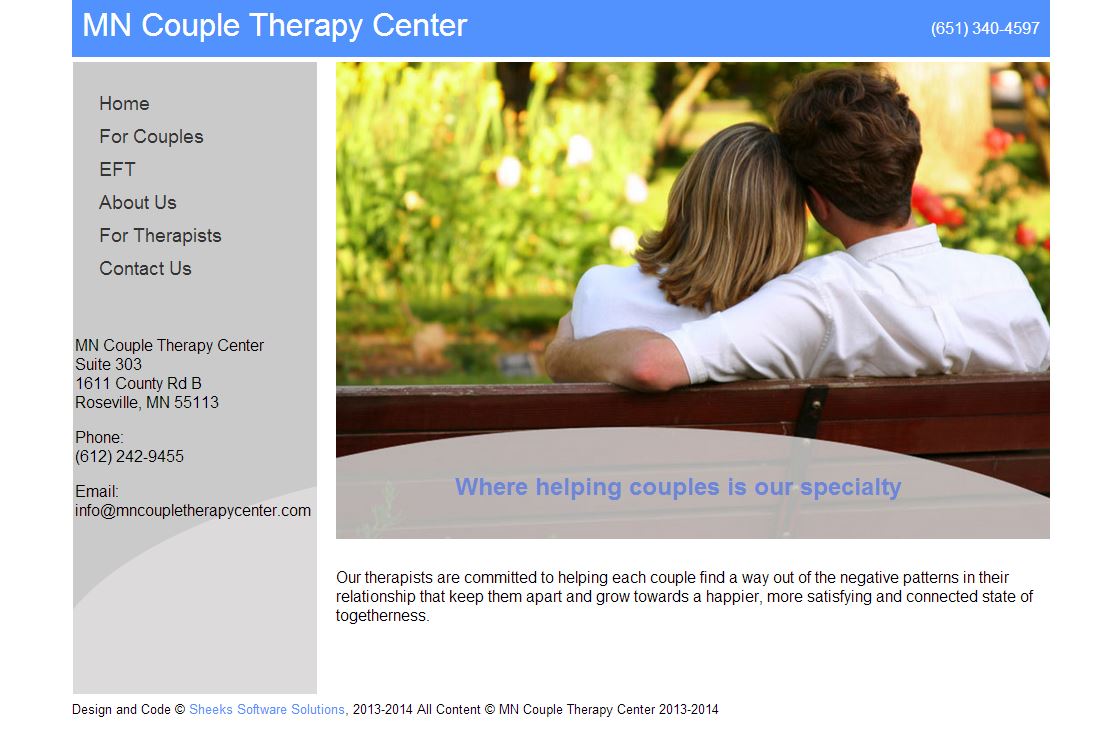 MN Couple Therapy Center
(651) 340-4597
Home
For Couples
EFT
About Us
For Therapists
Contact Us
MN Couple Therapy Center
Suite 303
1611 County Rd B
Roseville, MN 55113
Phone:
(612) 242-9455
Email:
info@mncoupletherapycenter.com
Where helping couples is our specialty
Our therapists are committed to helping each couple find a way out of the negative patterns in their
relationship that keep them apart and grow towards a happier, more satisfying and connected state of
togetherness.
Design and Code © Sheeks Software Solutions, 2013-2014 All Content © MN Couple Therapy Center 2013-2014